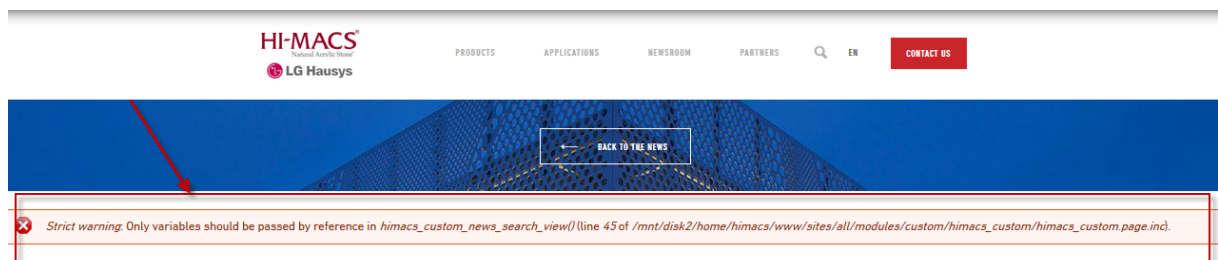 HI-MACS®
Natural Acrylic Stone™
LG Hausys
PRODUCTS
APPLICATIONS
NEWSROOM
PARTNERS
EN
CONTACT US
← BACK TO THE NEWS
Strict warning: Only variables should be passed by reference in himacs_custom_news_search_view() (line 45 of /mnt/disk2/home/himacs/www/sites/all/modules/custom/himacs_custom/himacs_custom.page.inc).